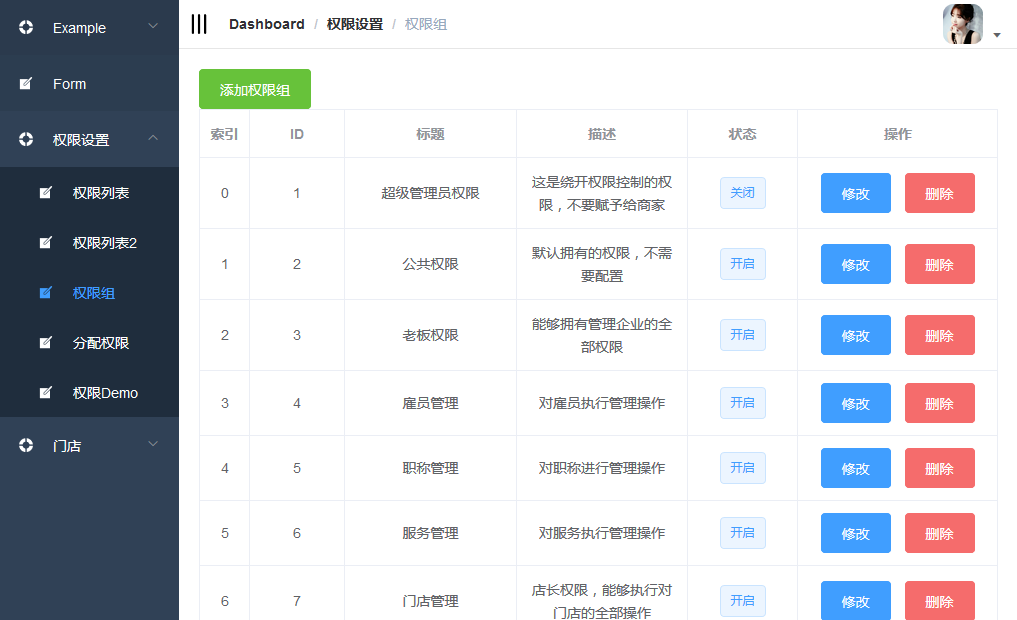 Example
Form
权限设置
权限列表
权限列表2
权限组
分配权限
权限Demo
门店
Dashboard / 权限设置 / 权限组
添加权限组
索引 ID 标题 描述 状态 操作
0 1 超级管理员权限 这是绕开权限控制的权 关闭 修改 删除
限，不要赋予给商家
1 2 公共权限 默认拥有的权限，不需 开启 修改 删除
要配置
2 3 老板权限 能够拥有管理企业的全 开启 修改 删除
部权限
3 4 雇员管理 对雇员执行管理操作 开启 修改 删除
4 5 职称管理 对职称进行管理操作 开启 修改 删除
5 6 服务管理 对服务执行管理操作 开启 修改 删除
6 7 门店管理 店长权限，能够执行对 开启 修改 删除
门店的全部操作